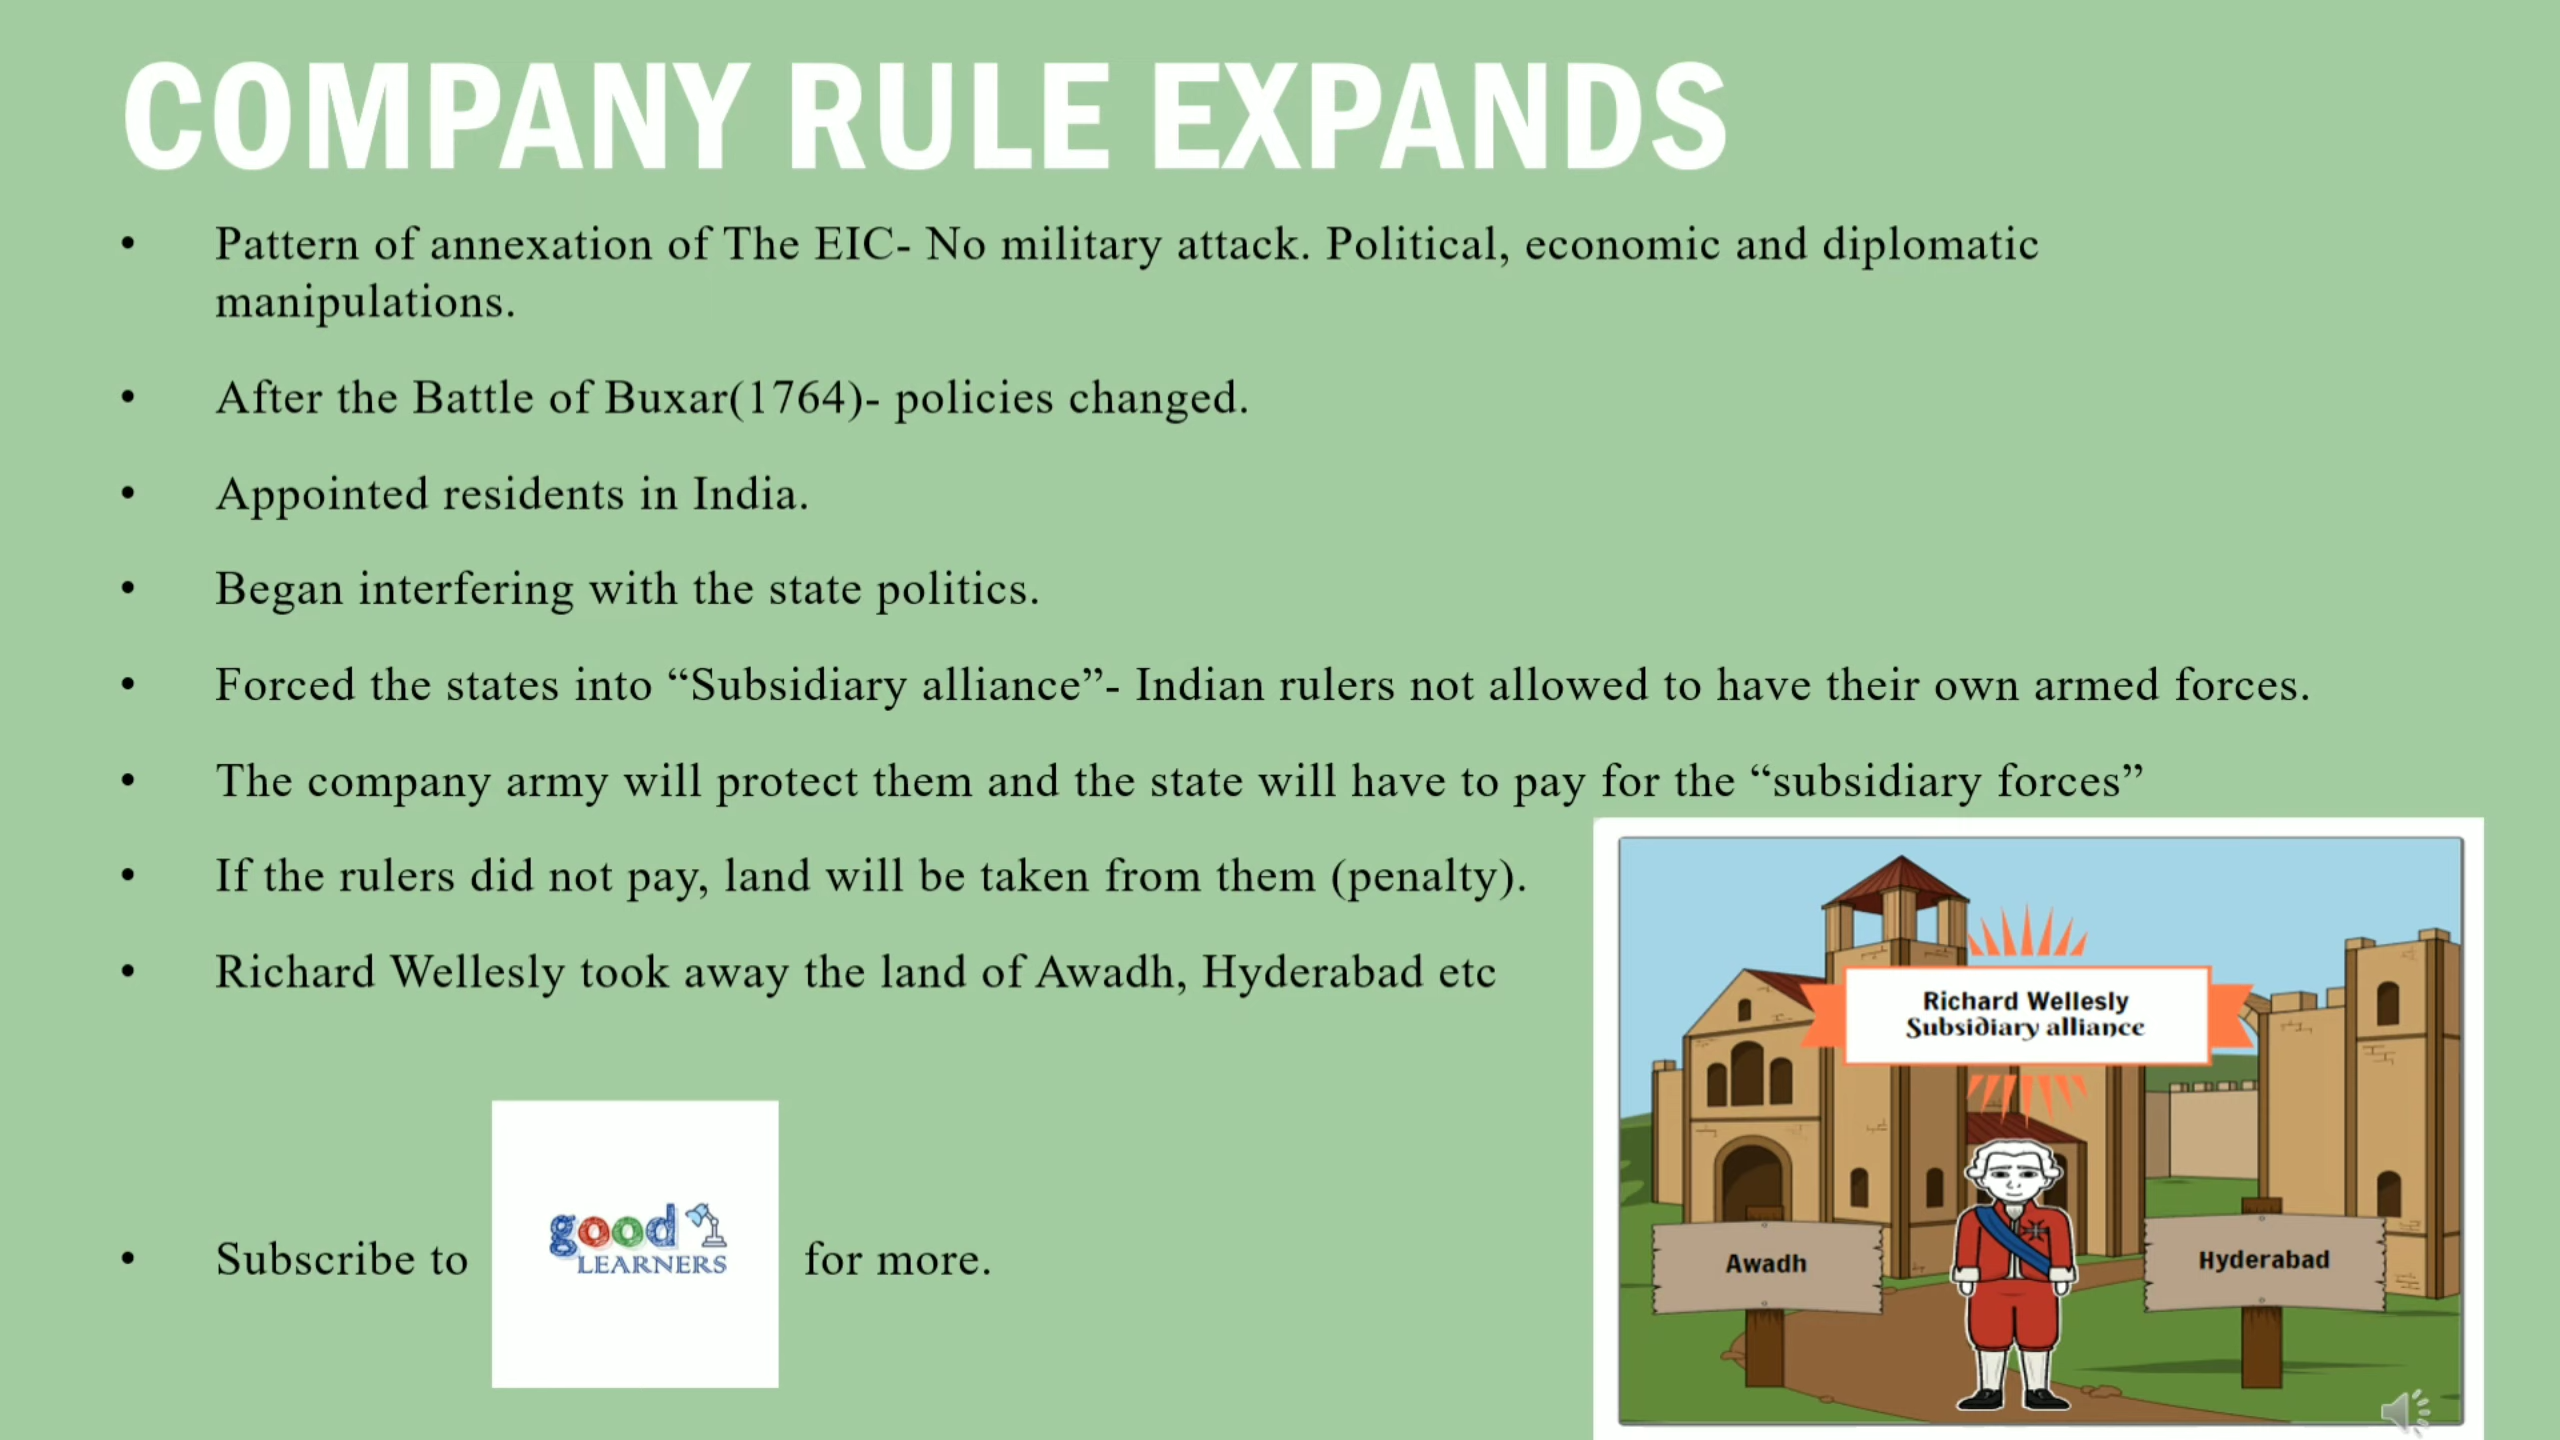 COMPANY RULE EXPANDS
• Pattern of annexation of The EIC- No military attack. Political, economic and diplomatic
manipulations.
• After the Battle of Buxar(1764)- policies changed.
• Appointed residents in India.
• Began interfering with the state politics.
• Forced the states into “Subsidiary alliance”- Indian rulers not allowed to have their own armed forces.
• The company army will protect them and the state will have to pay for the “subsidiary forces”
• If the rulers did not pay, land will be taken from them (penalty).
• Richard Wellesly took away the land of Awadh, Hyderabad etc
Richard Wellesly
Subsidiary alliance
Awadh
Hyderabad
• Subscribe to
good
LEARNERS
for more.